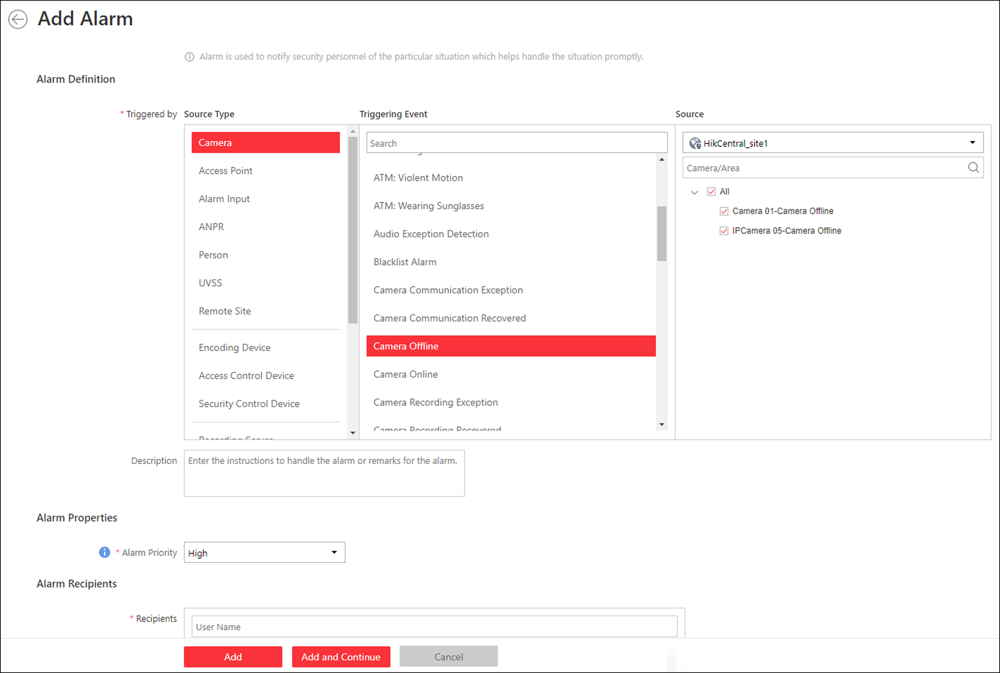 Add Alarm
Alarm is used to notify security personnel of the particular situation which helps handle the situation promptly.
Alarm Definition
* Triggered by
Source Type
Triggering Event
Source
Camera
Access Point
Alarm Input
ANPR
Person
UVSS
Remote Site
Encoding Device
Access Control Device
Security Control Device
Recording Server
Search
ATM: Violent Motion
ATM: Wearing Sunglasses
Audio Exception Detection
Blacklist Alarm
Camera Communication Exception
Camera Communication Recovered
Camera Offline
Camera Online
Camera Recording Exception
Camera Recording Recovered
HikCentral_site1
Camera/Area
All
Camera 01-Camera Offline
IPCamera 05-Camera Offline
Description
Enter the instructions to handle the alarm or remarks for the alarm.
Alarm Properties
* Alarm Priority
High
Alarm Recipients
* Recipients
User Name
Add
Add and Continue
Cancel